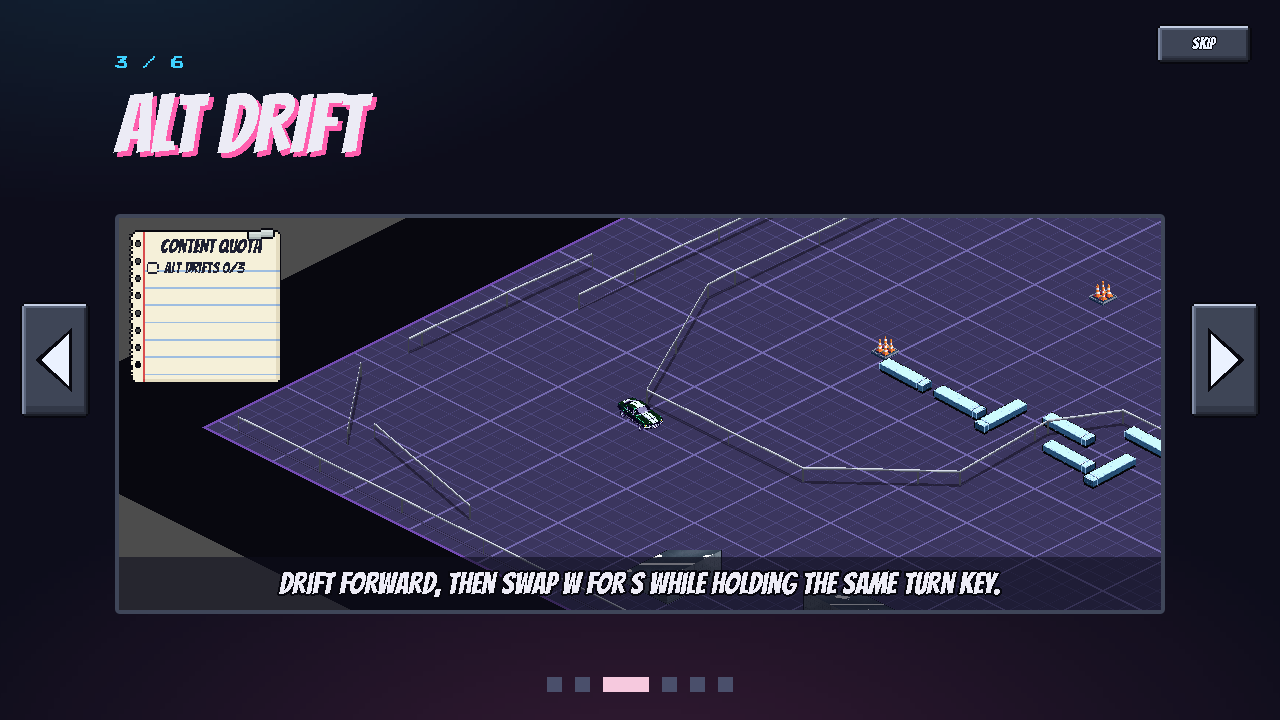 3 / 6
SKIP
ALT DRIFT
CONTENT QUOTA
ALT DRIFTS 0/3
DRIFT FORWARD, THEN SWAP W FOR S WHILE HOLDING THE SAME TURN KEY.